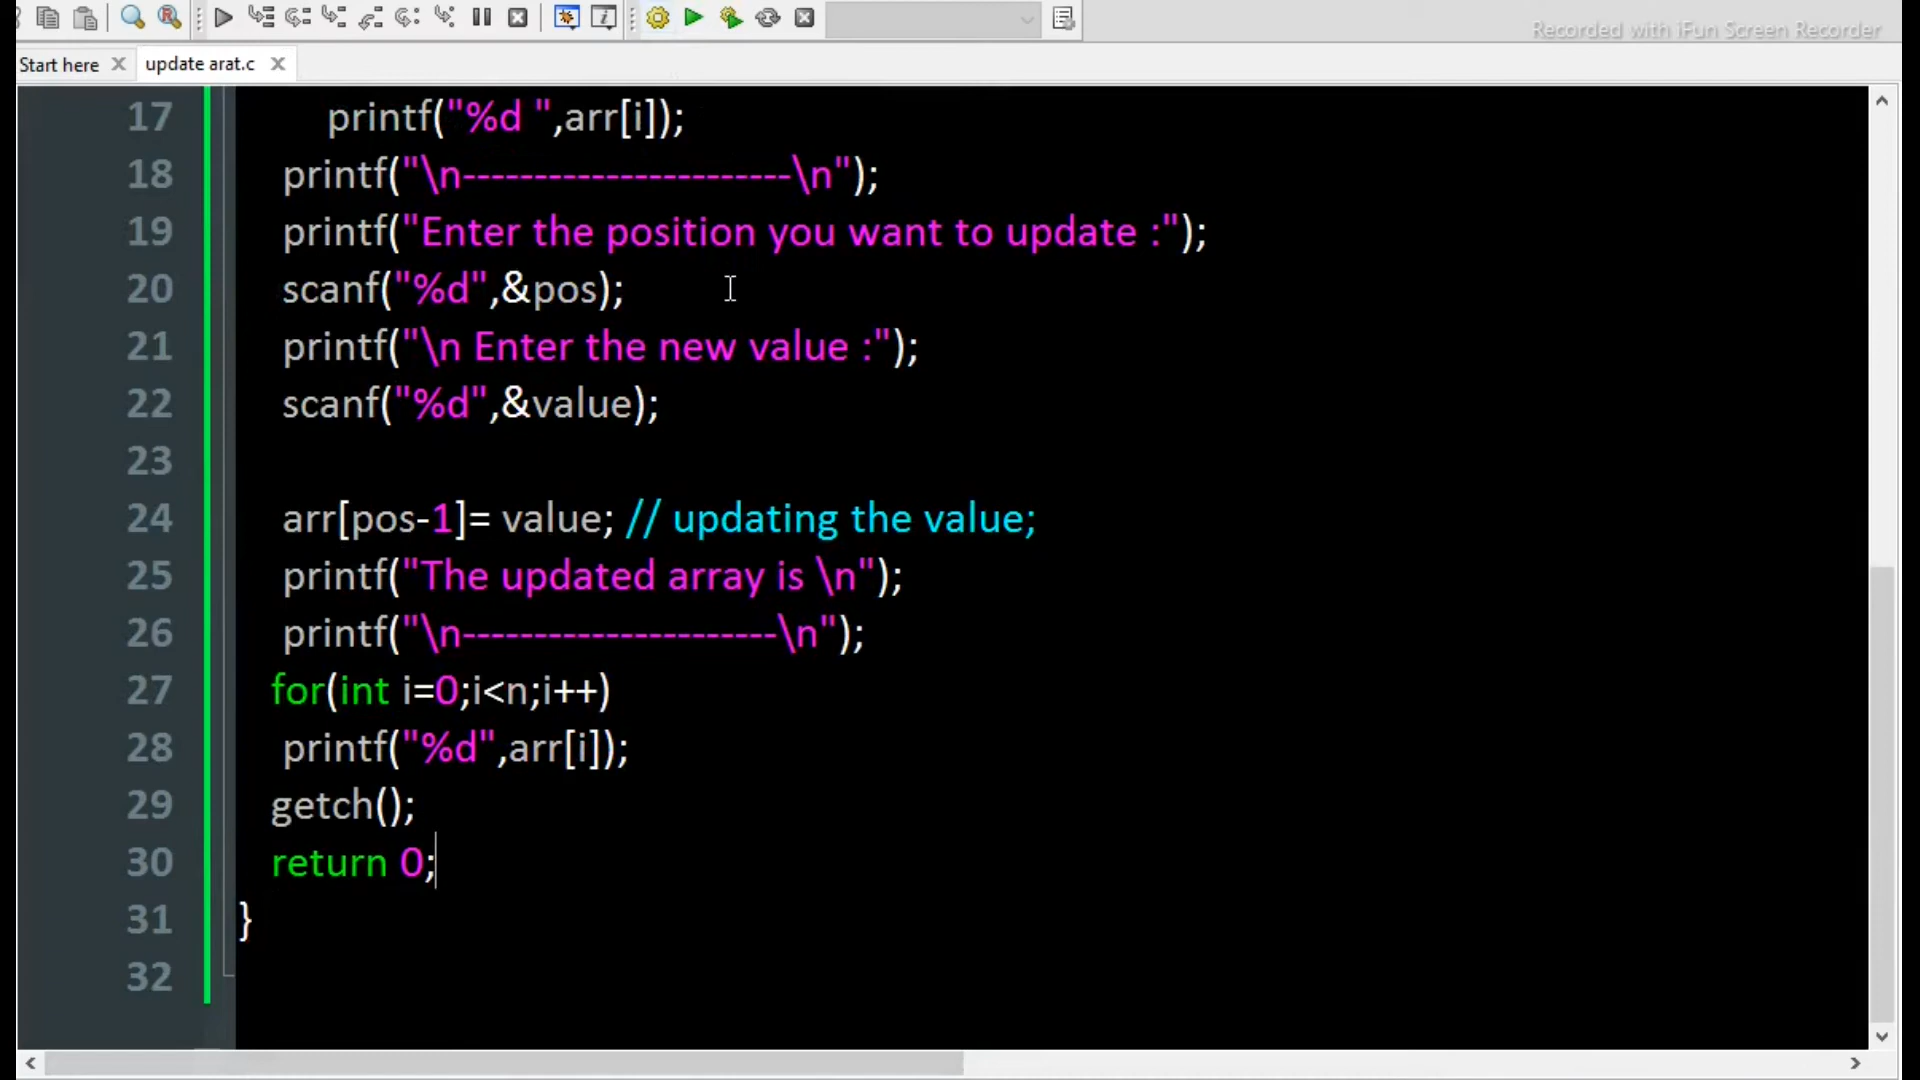 Recorded with iFun Screen Recorder
Start here
update arat.c
17 printf("%d ",arr[i]);
18 printf("\n-----------------------\n");
19 printf("Enter the position you want to update :");
20 scanf("%d",&pos);
21 printf("\n Enter the new value :");
22 scanf("%d",&value);
23
24 arr[pos-1]= value; // updating the value;
25 printf("The updated array is \n");
26 printf("\n----------------------\n");
27 for(int i=0;i<n;i++)
28 printf("%d",arr[i]);
29 getch();
30 return 0;
31 }
32